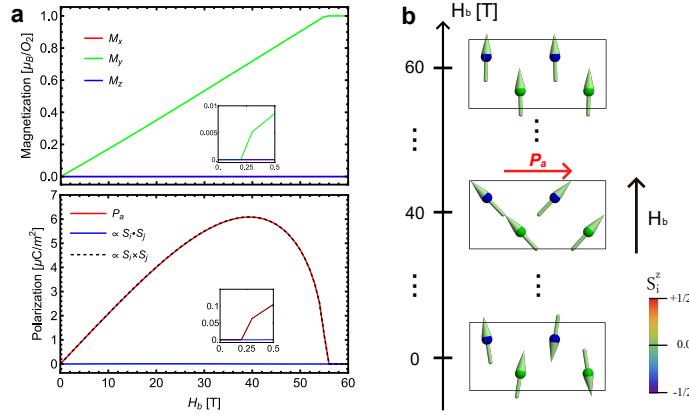 a
Magnetization [μB/O2]
1.0
0.8
0.6
0.4
0.2
0.0
Mx
My
Mz
0.01
0.005
0
0 0.25 0.5
Polarization [μC/m²]
7
6
5
4
3
2
1
0
Pa
∝ Si•Sj
∝ Si×Sj
0.1
0.05
0
0 0.25 0.5
0 10 20 30 40 50 60
Hb [T]
b
Hb [T]
60
...
...
Pa
40
Hb
...
...
0
Siz
+1/2
0.0
-1/2